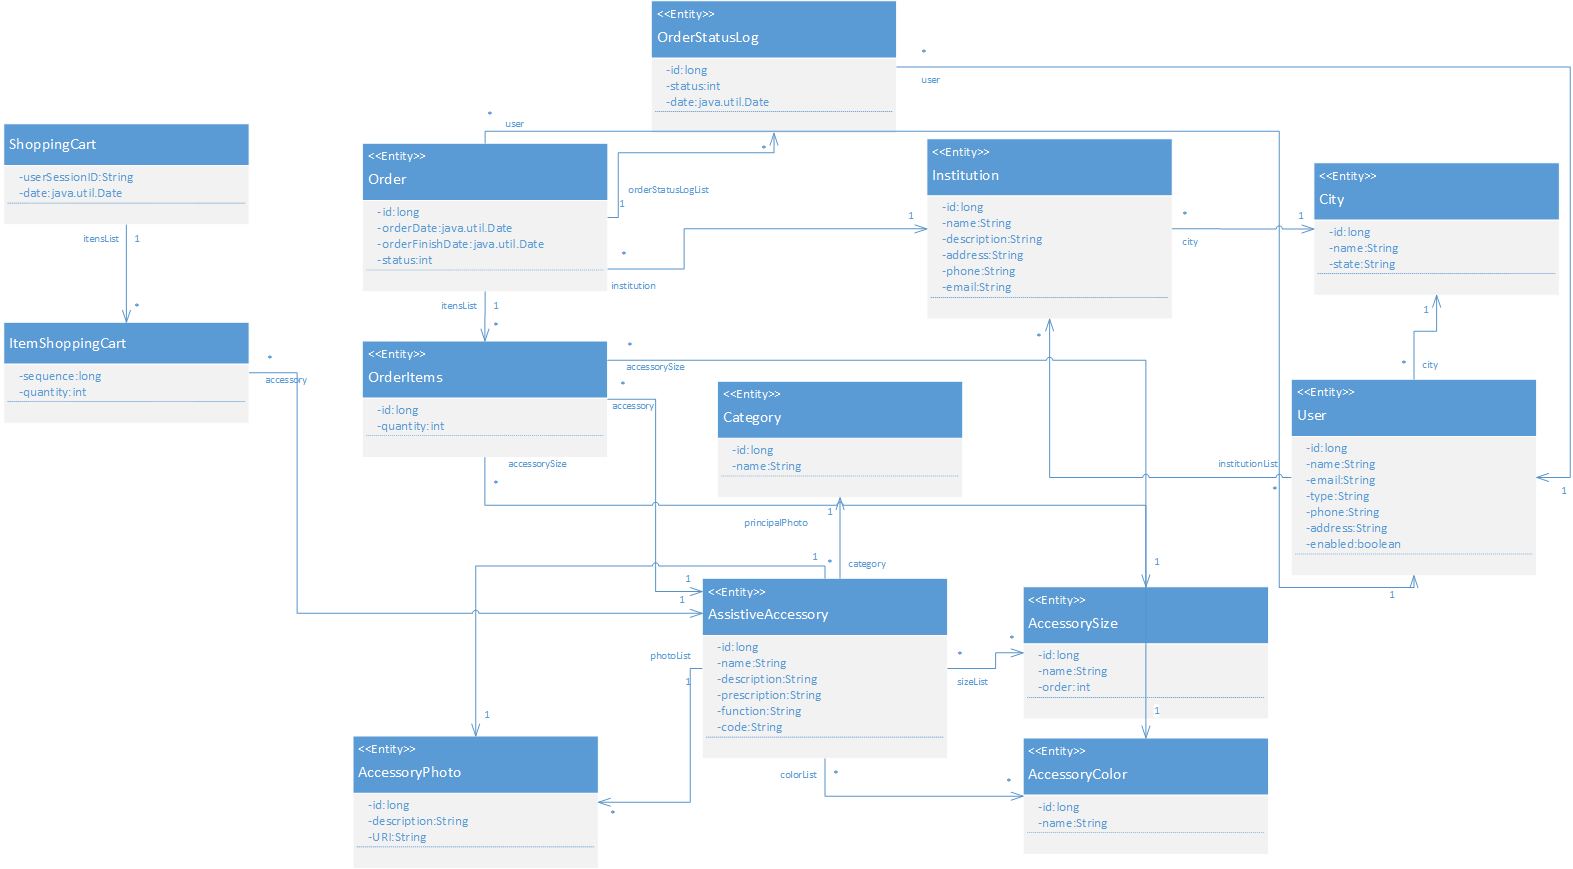 <<Entity>>
OrderStatusLog
-id:long
-status:int
-date:java.util.Date
*
user
*
user
ShoppingCart
-userSessionID:String
-date:java.util.Date
itensList
1
*
<<Entity>>
Order
-id:long
-orderDate:java.util.Date
-orderFinishDate:java.util.Date
-status:int
*
orderStatusLogList
1
*
institution
1
<<Entity>>
Institution
-id:long
-name:String
-description:String
-address:String
-phone:String
-email:String
*
city
1
<<Entity>>
City
-id:long
-name:String
-state:String
1
*
city
itensList
1
*
ItemShoppingCart
-sequence:long
-quantity:int
*
accessory
<<Entity>>
OrderItems
-id:long
-quantity:int
*
accessorySize
*
accessory
accessorySize
*
<<Entity>>
Category
-id:long
-name:String
*
<<Entity>>
User
-id:long
-name:String
-email:String
-type:String
-phone:String
-address:String
-enabled:boolean
institutionList
*
1
1
1
principalPhoto
1
*
category
1
1
<<Entity>>
AssistiveAccessory
-id:long
-name:String
-description:String
-prescription:String
-function:String
-code:String
1
<<Entity>>
AccessorySize
-id:long
-name:String
-order:int
*
sizeList
*
photoList
1
*
1
<<Entity>>
AccessoryPhoto
-id:long
-description:String
-URI:String
colorList
*
*
1
<<Entity>>
AccessoryColor
-id:long
-name:String